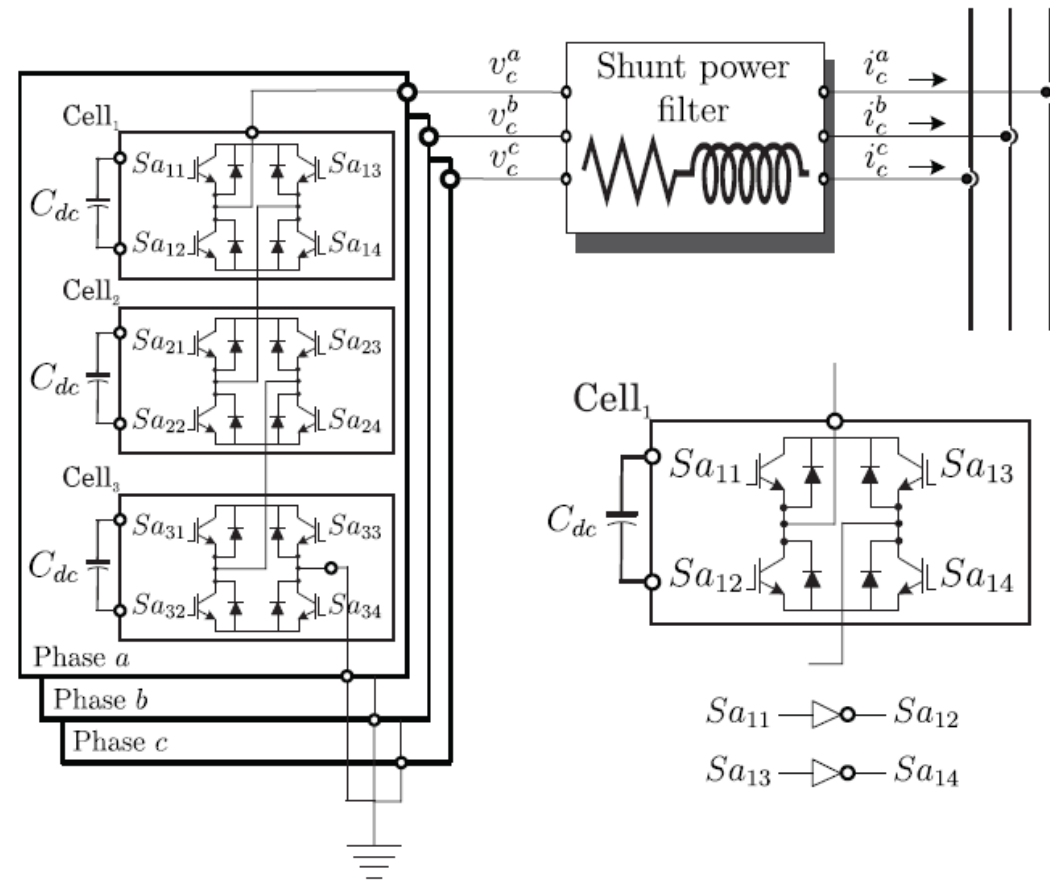 Cell₁
Sa₁₁ Sa₁₃
C_dc
Sa₁₂ Sa₁₄
Cell₂
Sa₂₁ Sa₂₃
C_dc
Sa₂₂ Sa₂₄
Cell₃
Sa₃₁ Sa₃₃
C_dc
Sa₃₂ Sa₃₄
Phase a
Phase b
Phase c
v_c^a
v_c^b
v_c^c
Shunt power
filter
i_c^a
i_c^b
i_c^c
Cell₁
Sa₁₁ Sa₁₃
C_dc
Sa₁₂ Sa₁₄
Sa₁₁ Sa₁₂
Sa₁₃ Sa₁₄